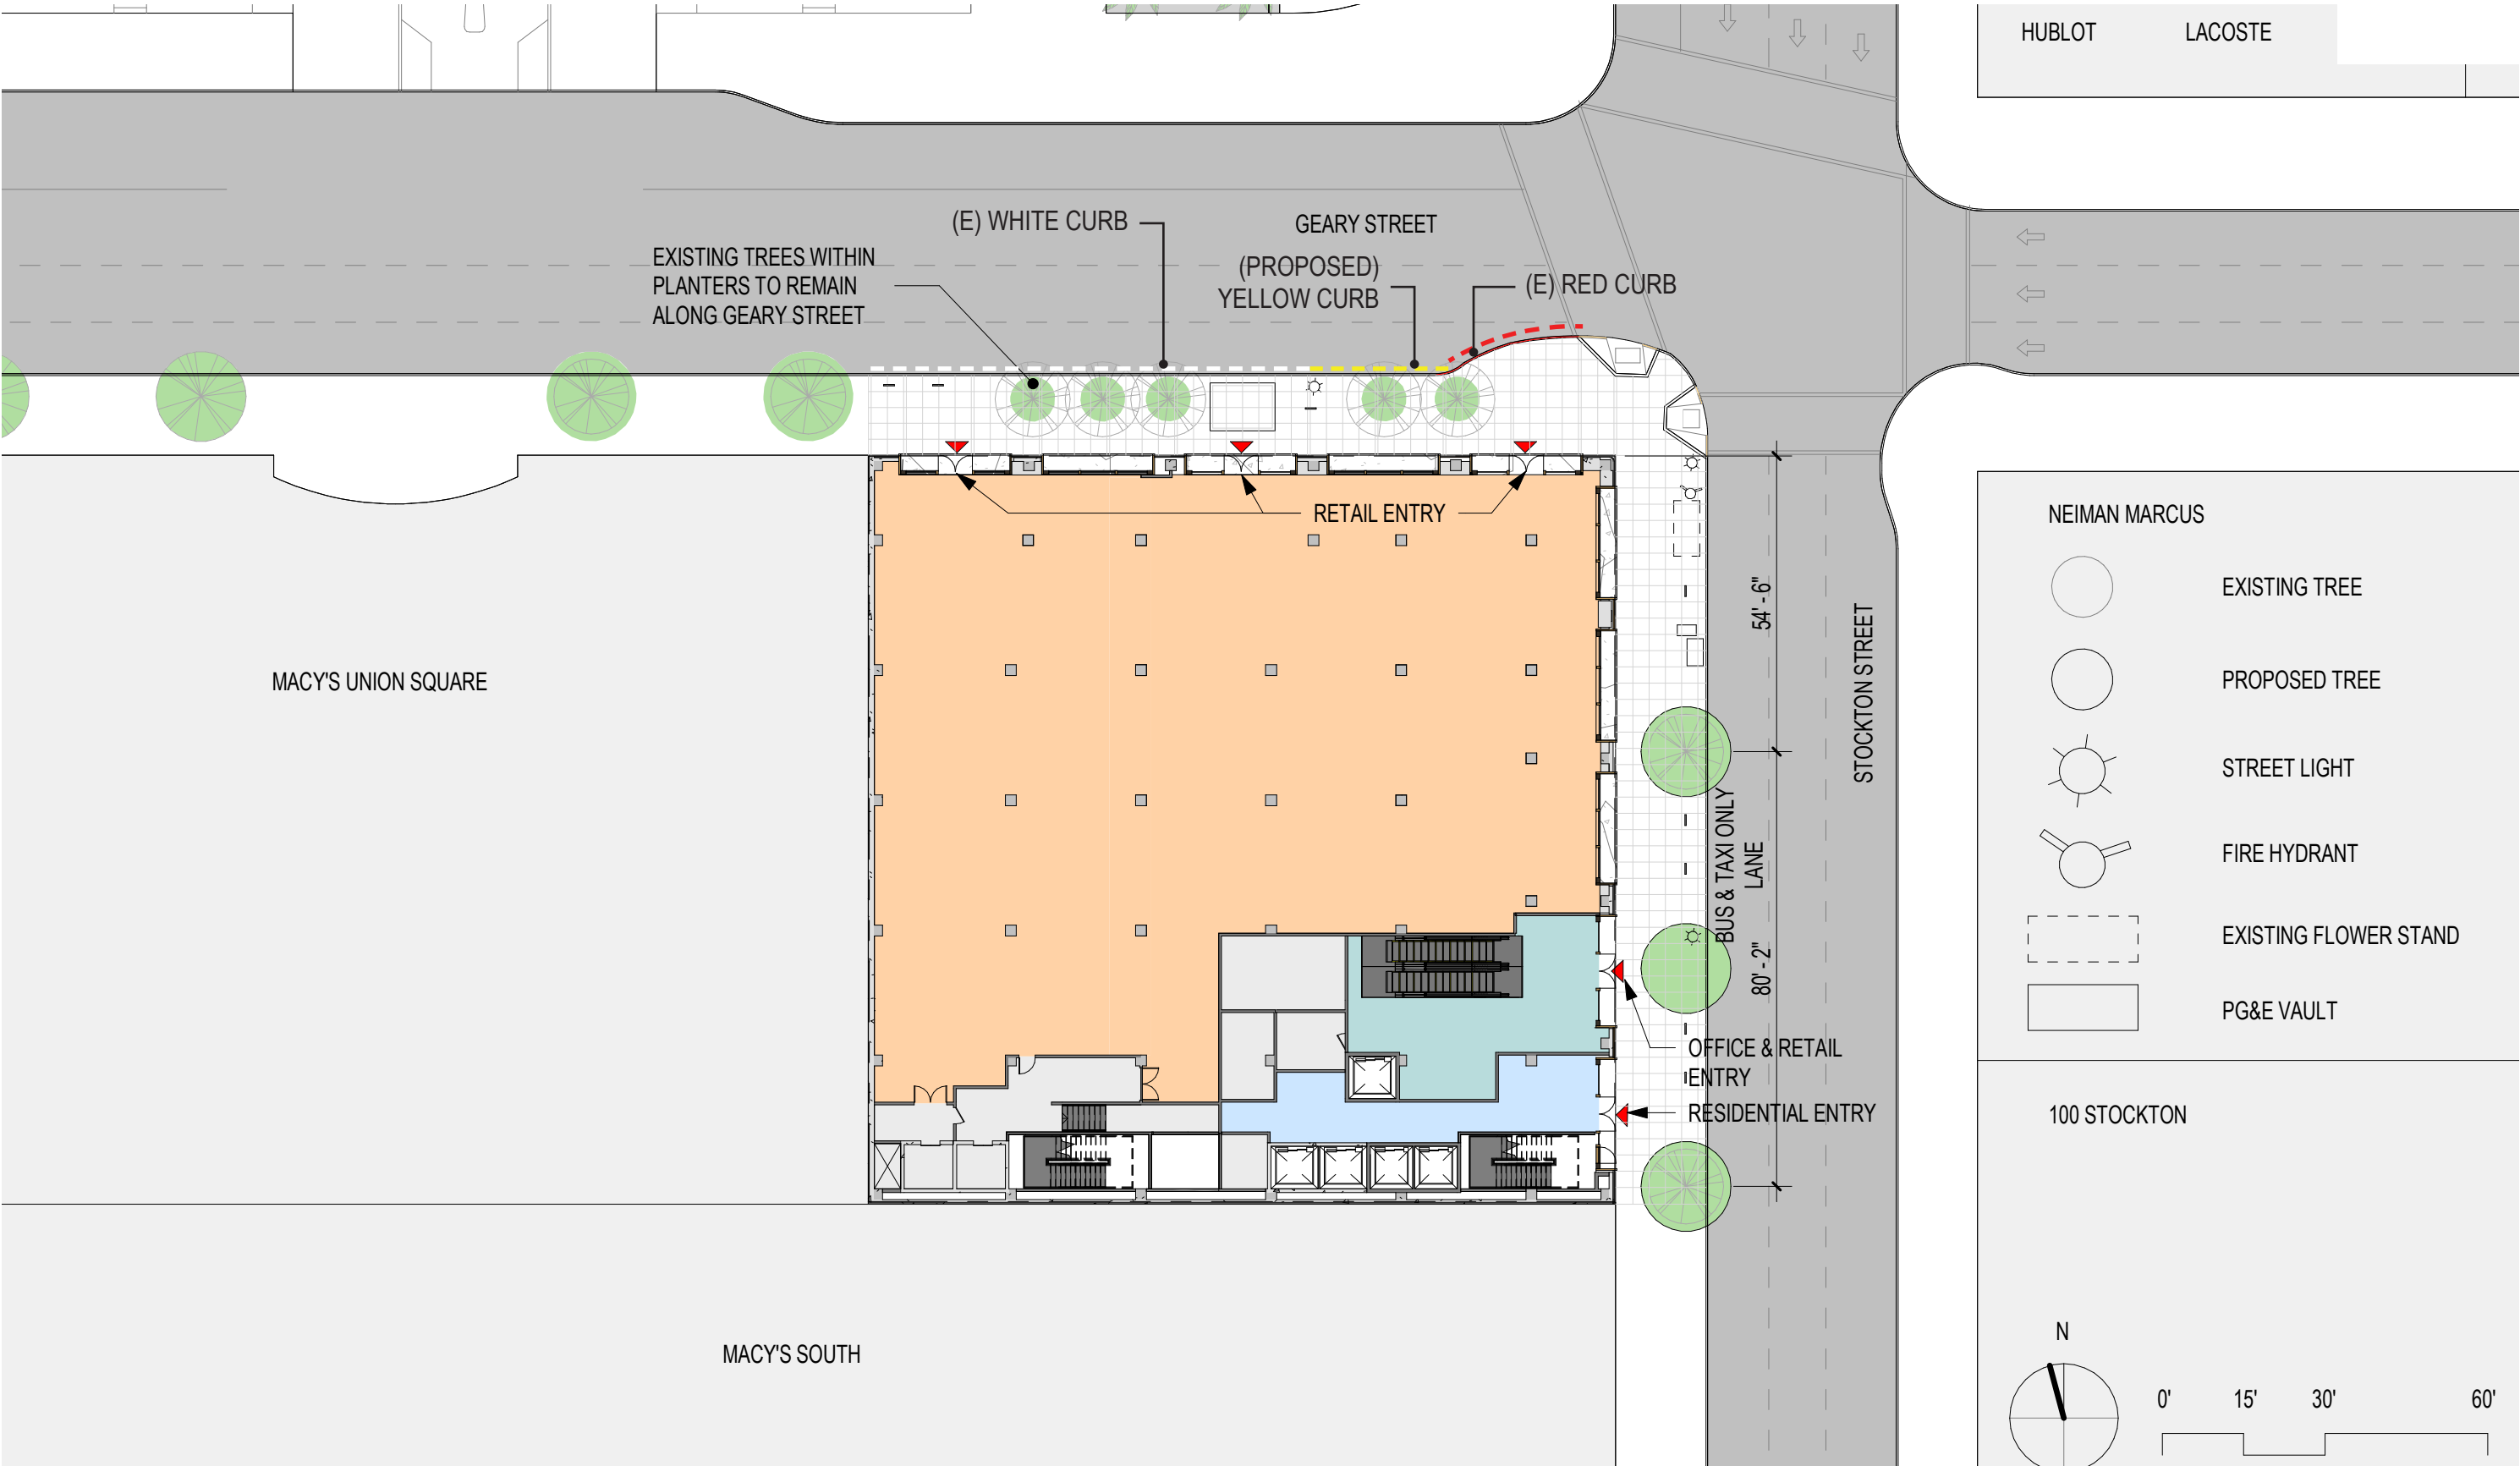 HUBLOT LACOSTE
(E) WHITE CURB
GEARY STREET
EXISTING TREES WITHIN
PLANTERS TO REMAIN
ALONG GEARY STREET
(PROPOSED)
YELLOW CURB
(E) RED CURB
RETAIL ENTRY
NEIMAN MARCUS
EXISTING TREE
PROPOSED TREE
STREET LIGHT
FIRE HYDRANT
EXISTING FLOWER STAND
PG&E VAULT
54' - 6"
STOCKTON STREET
MACY'S UNION SQUARE
BUS & TAXI ONLY
LANE
80' - 2"
OFFICE & RETAIL
ENTRY
RESIDENTIAL ENTRY
100 STOCKTON
MACY'S SOUTH
N
0' 15' 30' 60'